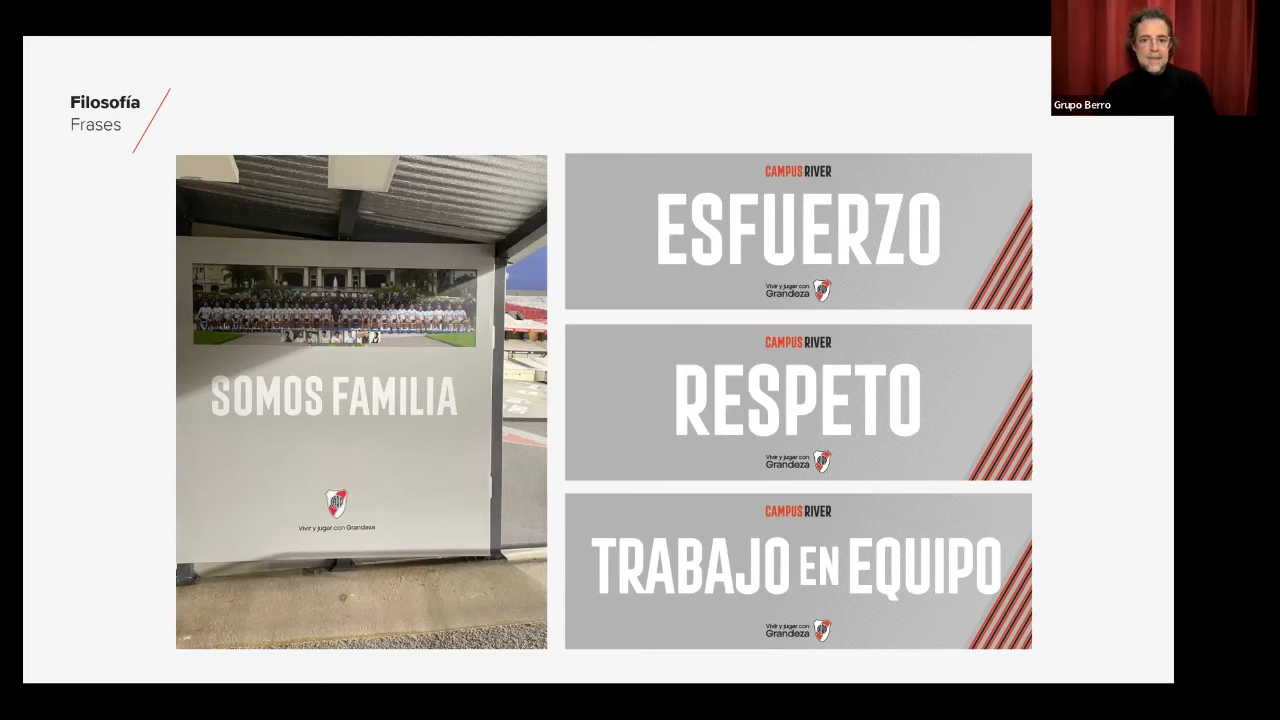 Filosofía
Frases
Grupo Berro
SOMOS FAMILIA
Vivir y jugar con Grandeza
CAMPUS RIVER
ESFUERZO
Vivir y jugar con
Grandeza
CAMPUS RIVER
RESPETO
Vivir y jugar con
Grandeza
CAMPUS RIVER
TRABAJO EN EQUIPO
Vivir y jugar con
Grandeza